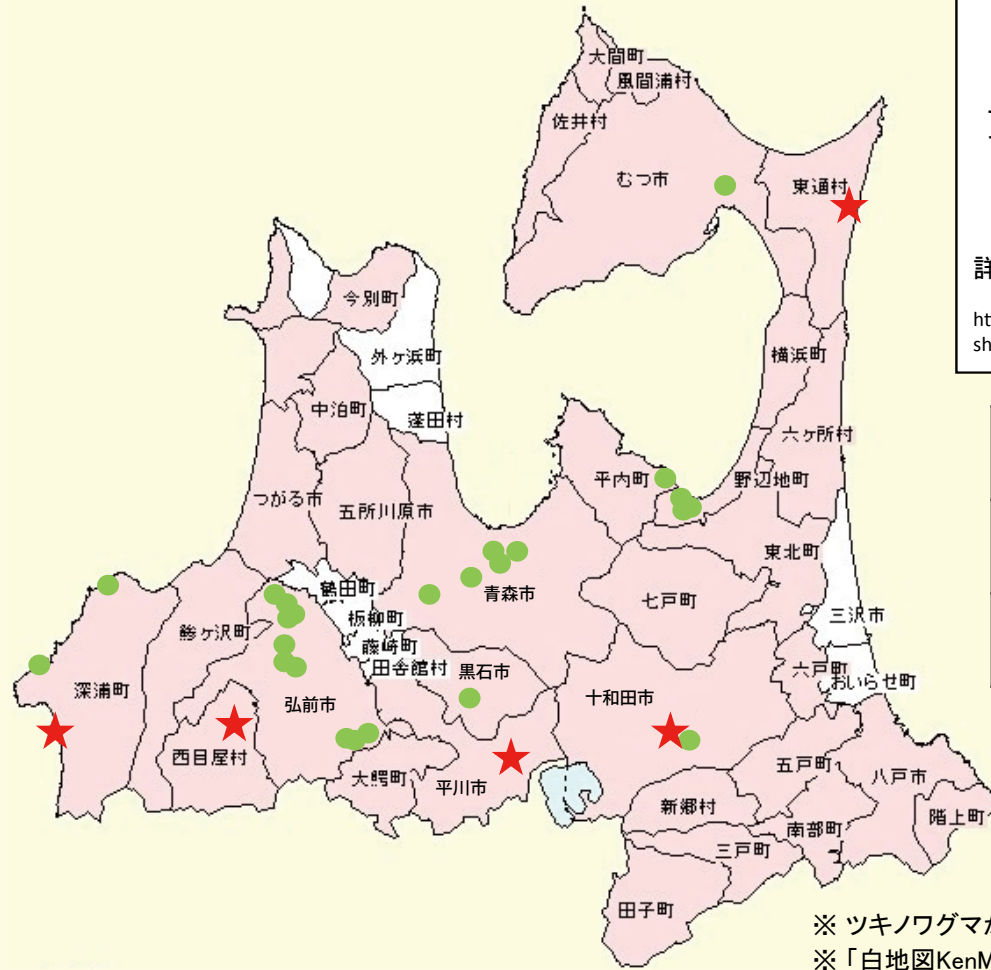 大間町
風間浦村
佐井村
むつ市
東通村
今別町
外ヶ浜町
中泊町
蓬田村
横浜町
六ヶ所村
つがる市
五所川原市
平内町
野辺地町
東北町
青森市
七戸町
鶴田町
板柳町
藤崎町
田舎館村
三沢市
鯵ヶ沢町
黒石市
六戸町
おいらせ町
深浦町
弘前市
十和田市
西目屋村
大鰐町
平川市
五戸町
八戸市
新郷村
階上町
南部町
三戸町
田子町
詳
ht
sh
※ ツキノワグマが
※ 「白地図KenM